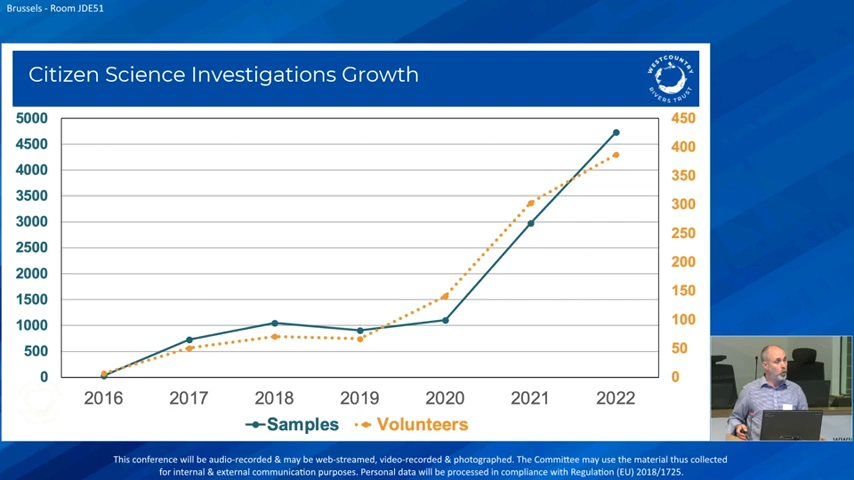 Brussels - Room JDE51
Citizen Science Investigations Growth
WESTCOUNTRY
RIVERS TRUST
5000
4500
4000
3500
3000
2500
2000
1500
1000
500
0
450
400
350
300
250
200
150
100
50
0
2016 2017 2018 2019 2020 2021 2022
Samples Volunteers
This conference will be audio-recorded & may be web-streamed, video-recorded & photographed. The Committee may use the material thus collected
for internal & external communication purposes. Personal data will be processed in compliance with Regulation (EU) 2018/1725.